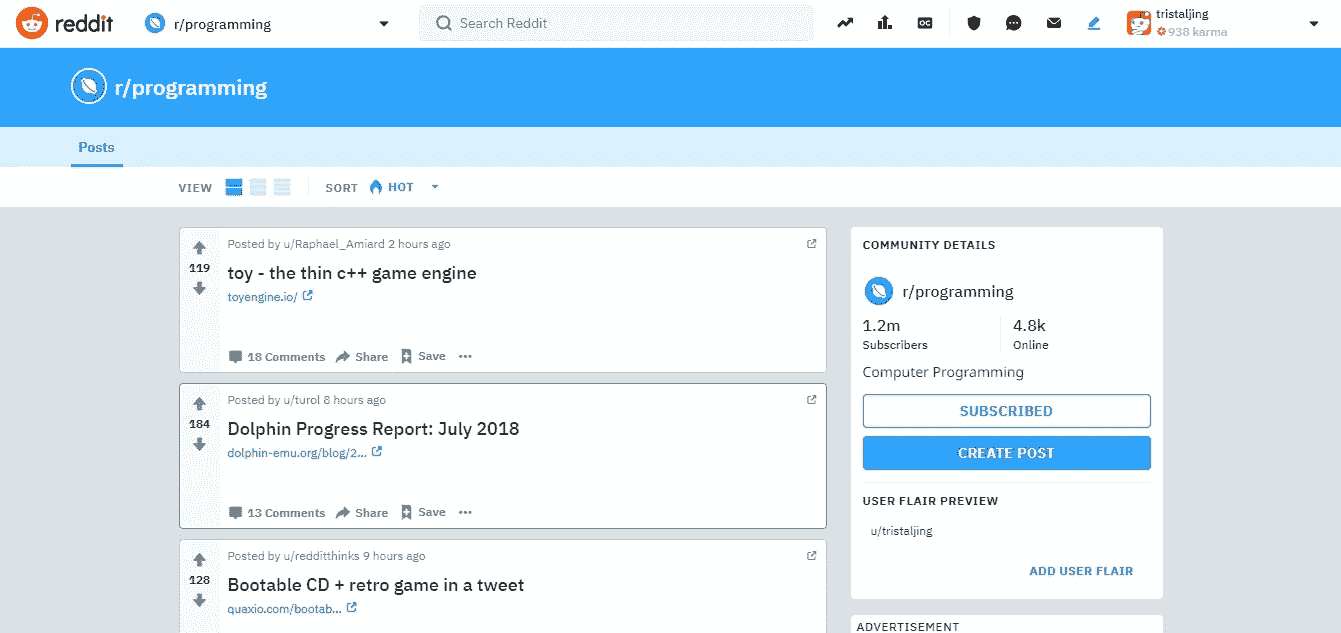 reddit r/programming Search Reddit OC tristaljing
938 karma
r/programming
Posts
VIEW SORT HOT
Posted by u/Raphael_Amiard 2 hours ago
119
toy - the thin c++ game engine
toyengine.io/
18 Comments Share Save
Posted by u/turol 8 hours ago
184
Dolphin Progress Report: July 2018
dolphin-emu.org/blog/2...
13 Comments Share Save
Posted by u/redditthinks 9 hours ago
128
Bootable CD + retro game in a tweet
quaxio.com/bootab...
COMMUNITY DETAILS
r/programming
1.2m 4.8k
Subscribers Online
Computer Programming
SUBSCRIBED
CREATE POST
USER FLAIR PREVIEW
u/tristaljing
ADD USER FLAIR
ADVERTISEMENT